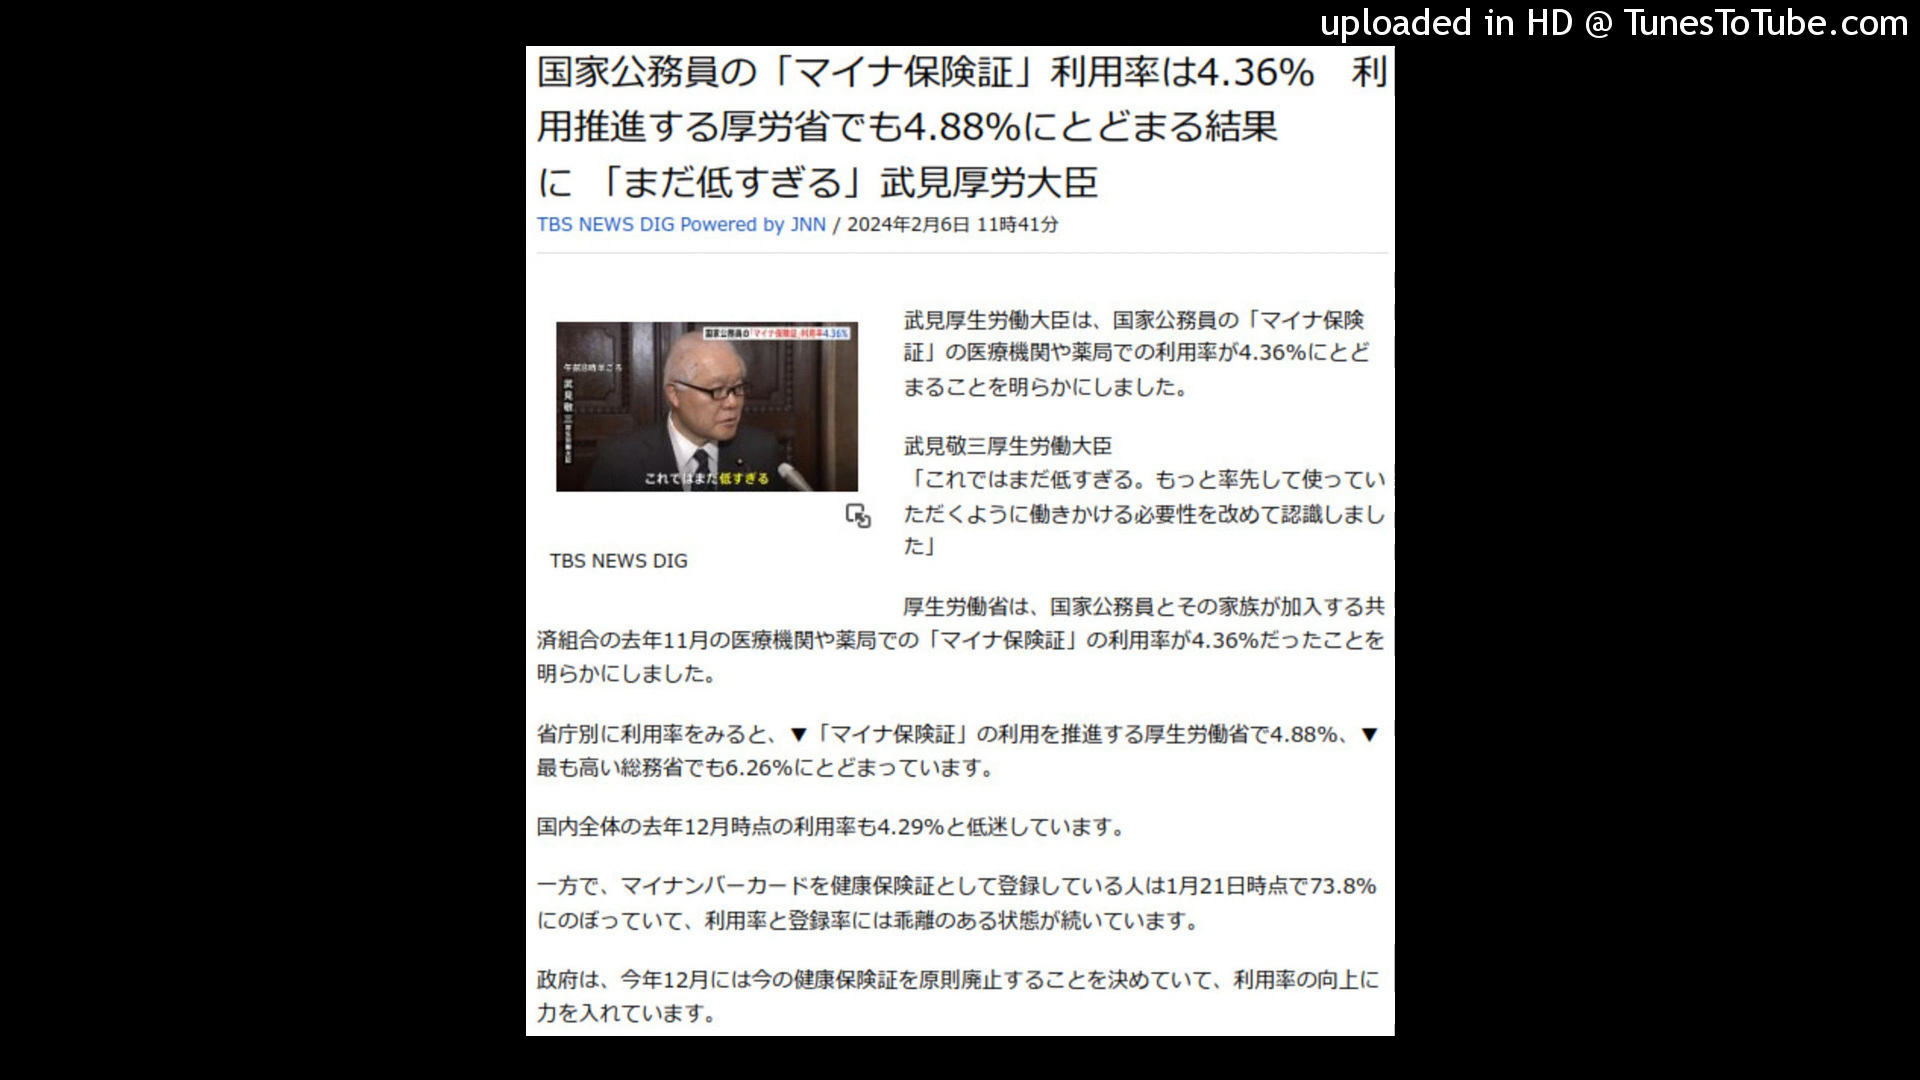 uploaded in HD @ TunesToTube.com
国家公務員の「マイナ保険証」利用率は4.36%　利
用推進する厚労省でも4.88%にとどまる結果
に 「まだ低すぎる」武見厚労大臣
TBS NEWS DIG Powered by JNN / 2024年2月6日 11時41分
国家公務員の「マイナ保険証」利用率4.36%
午前8時半ごろ
武見敬三厚生労働大臣
これではまだ低すぎる
TBS NEWS DIG
武見厚生労働大臣は、国家公務員の「マイナ保険
証」の医療機関や薬局での利用率が4.36%にとど
まることを明らかにしました。
武見敬三厚生労働大臣
「これではまだ低すぎる。もっと率先して使ってい
ただくように働きかける必要性を改めて認識しまし
た」
厚生労働省は、国家公務員とその家族が加入する共
済組合の去年11月の医療機関や薬局での「マイナ保険証」の利用率が4.36%だったことを
明らかにしました。
省庁別に利用率をみると、▼「マイナ保険証」の利用を推進する厚生労働省で4.88%、▼
最も高い総務省でも6.26%にとどまっています。
国内全体の去年12月時点の利用率も4.29%と低迷しています。
一方で、マイナンバーカードを健康保険証として登録している人は1月21日時点で73.8%
にのぼっていて、利用率と登録率には乖離のある状態が続いています。
政府は、今年12月には今の健康保険証を原則廃止することを決めていて、利用率の向上に
力を入れています。